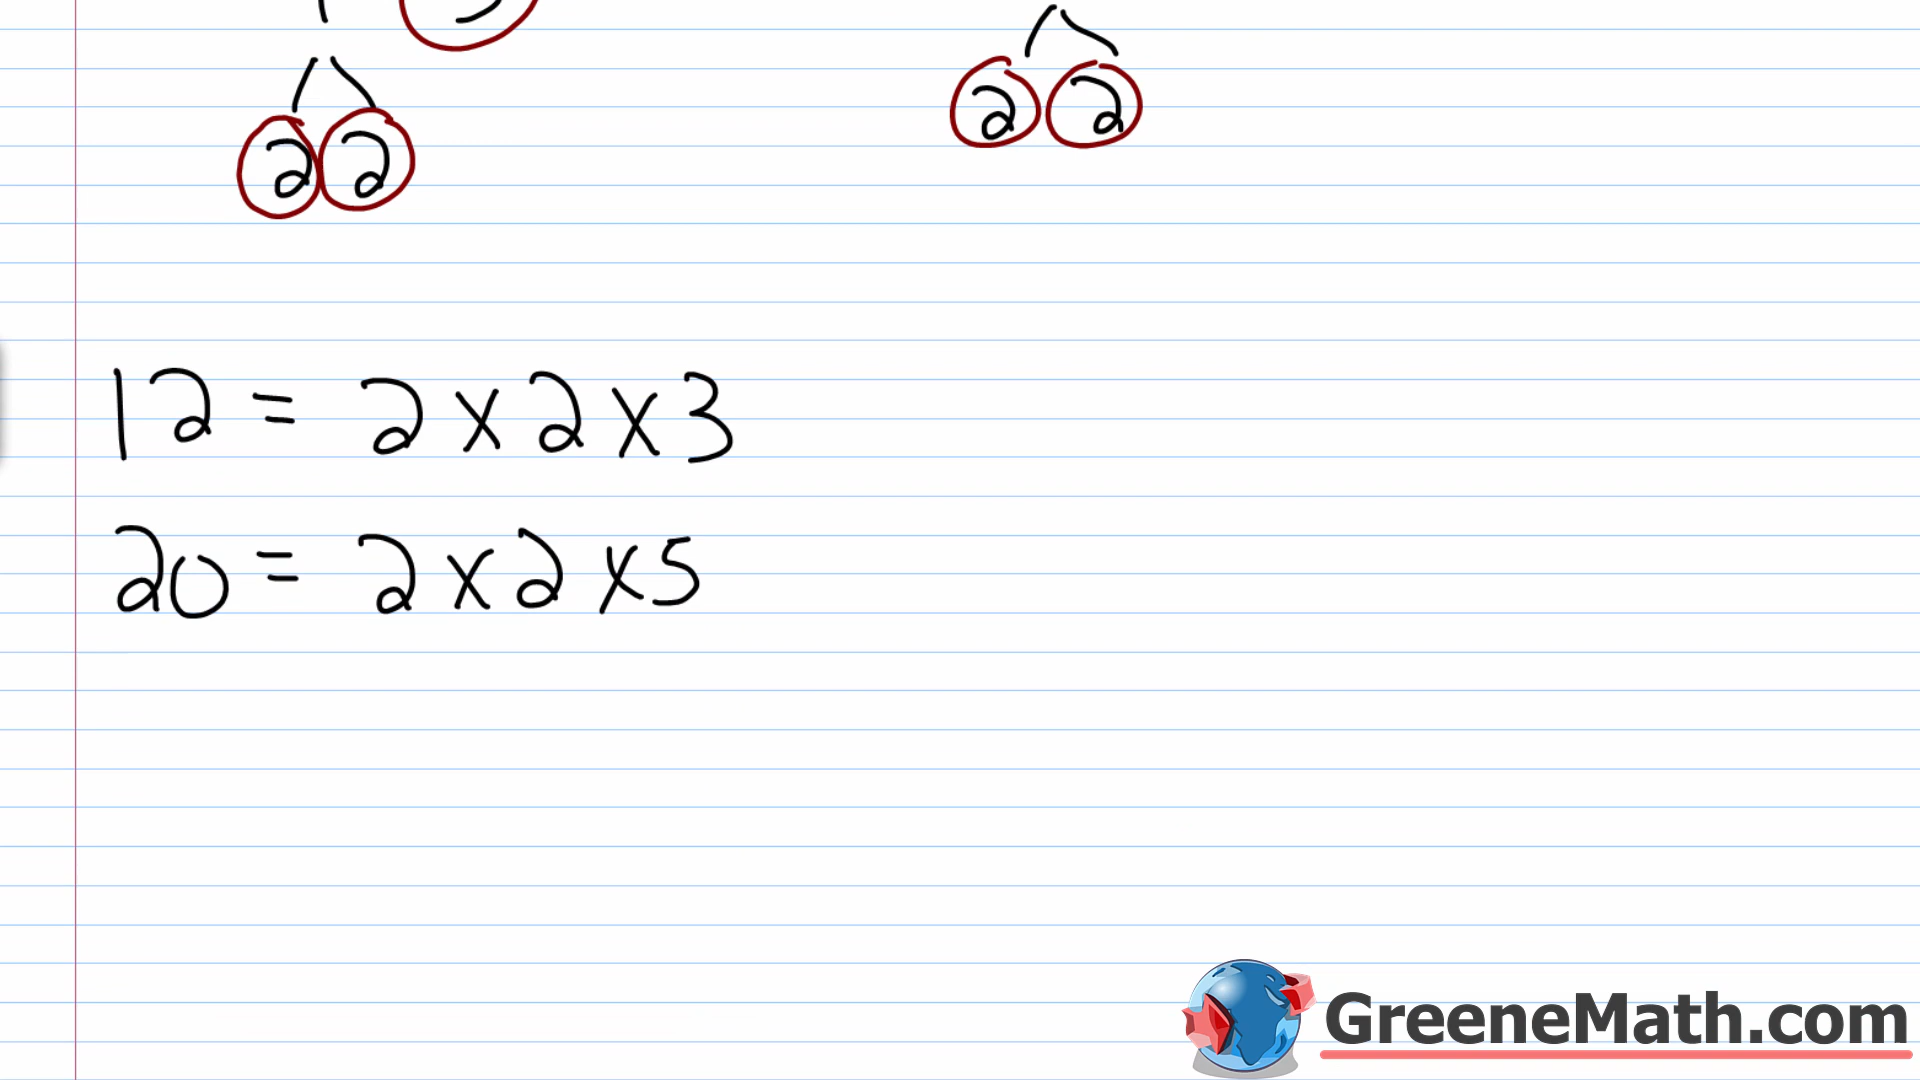 2 2
2 2
12 = 2 x 2 x 3
20 = 2 x 2 x 5
GreeneMath.com